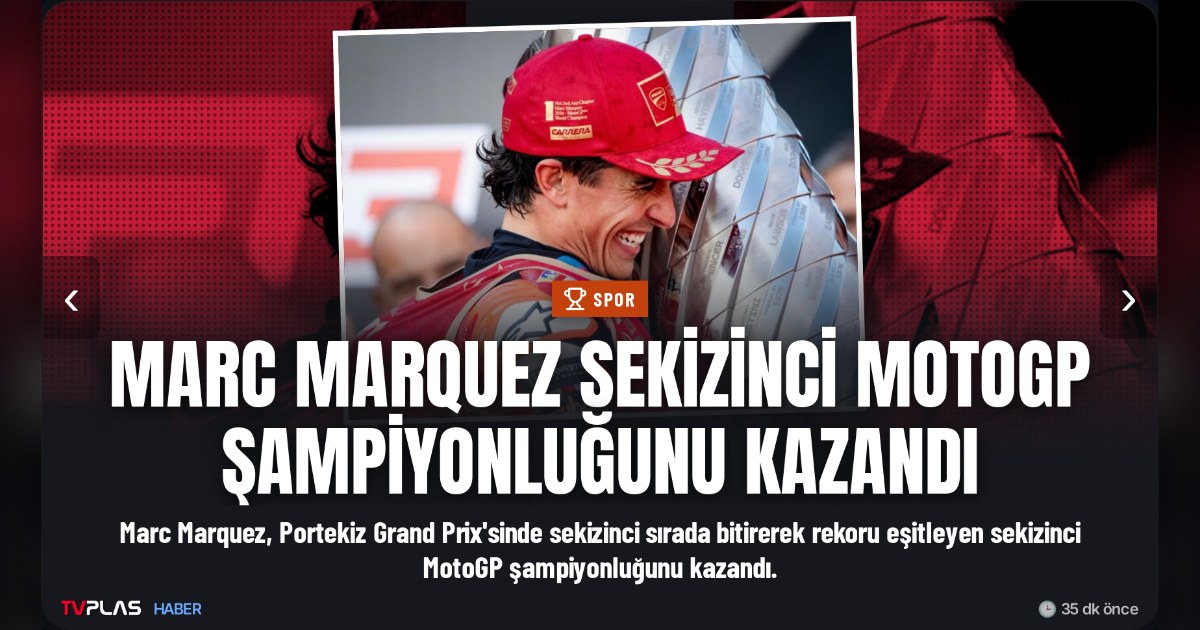 CARRERA
SPOR
MARC MARQUEZ SEKİZİNCİ MOTOGP
ŞAMPİYONLUĞUNU KAZANDI
Marc Marquez, Portekiz Grand Prix'sinde sekizinci sırada bitirerek rekoru eşitleyen sekizinci
MotoGP şampiyonluğunu kazandı.
TVPLAS HABER
35 dk önce